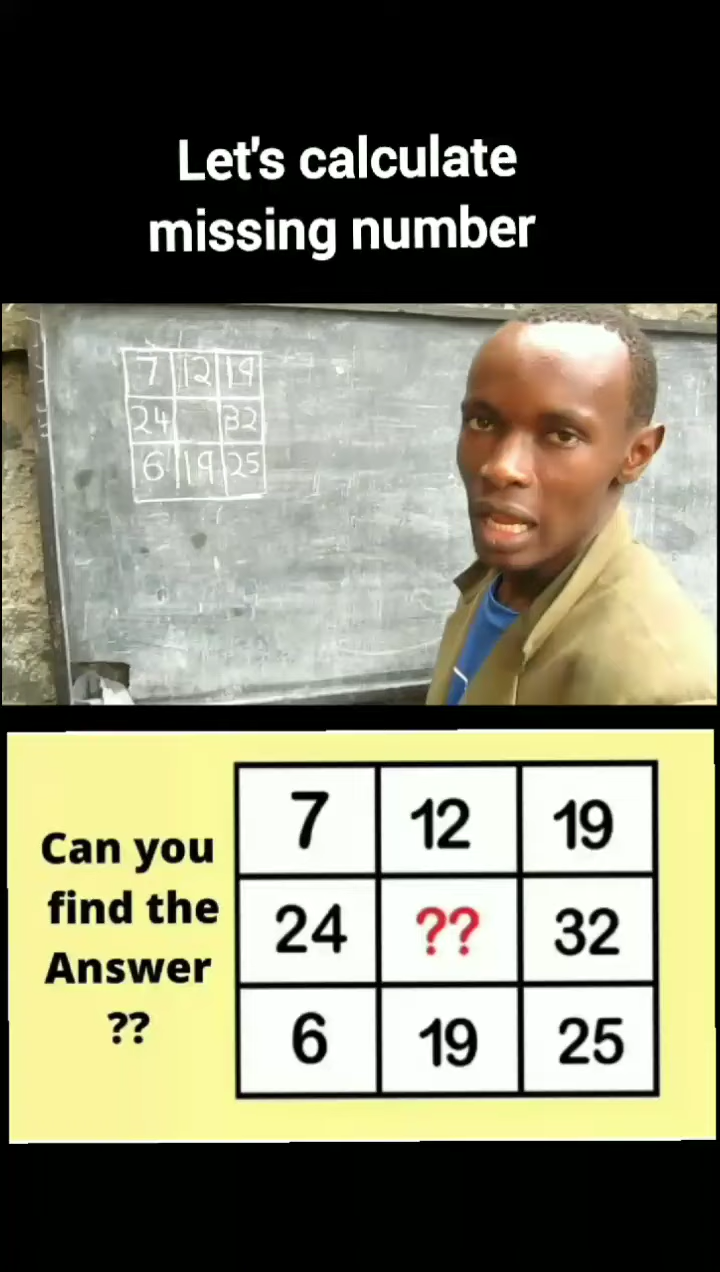 Let's calculate
missing number
7 12 19
24 32
6 19 25
Can you
find the
Answer
??
7 12 19
24 ?? 32
6 19 25